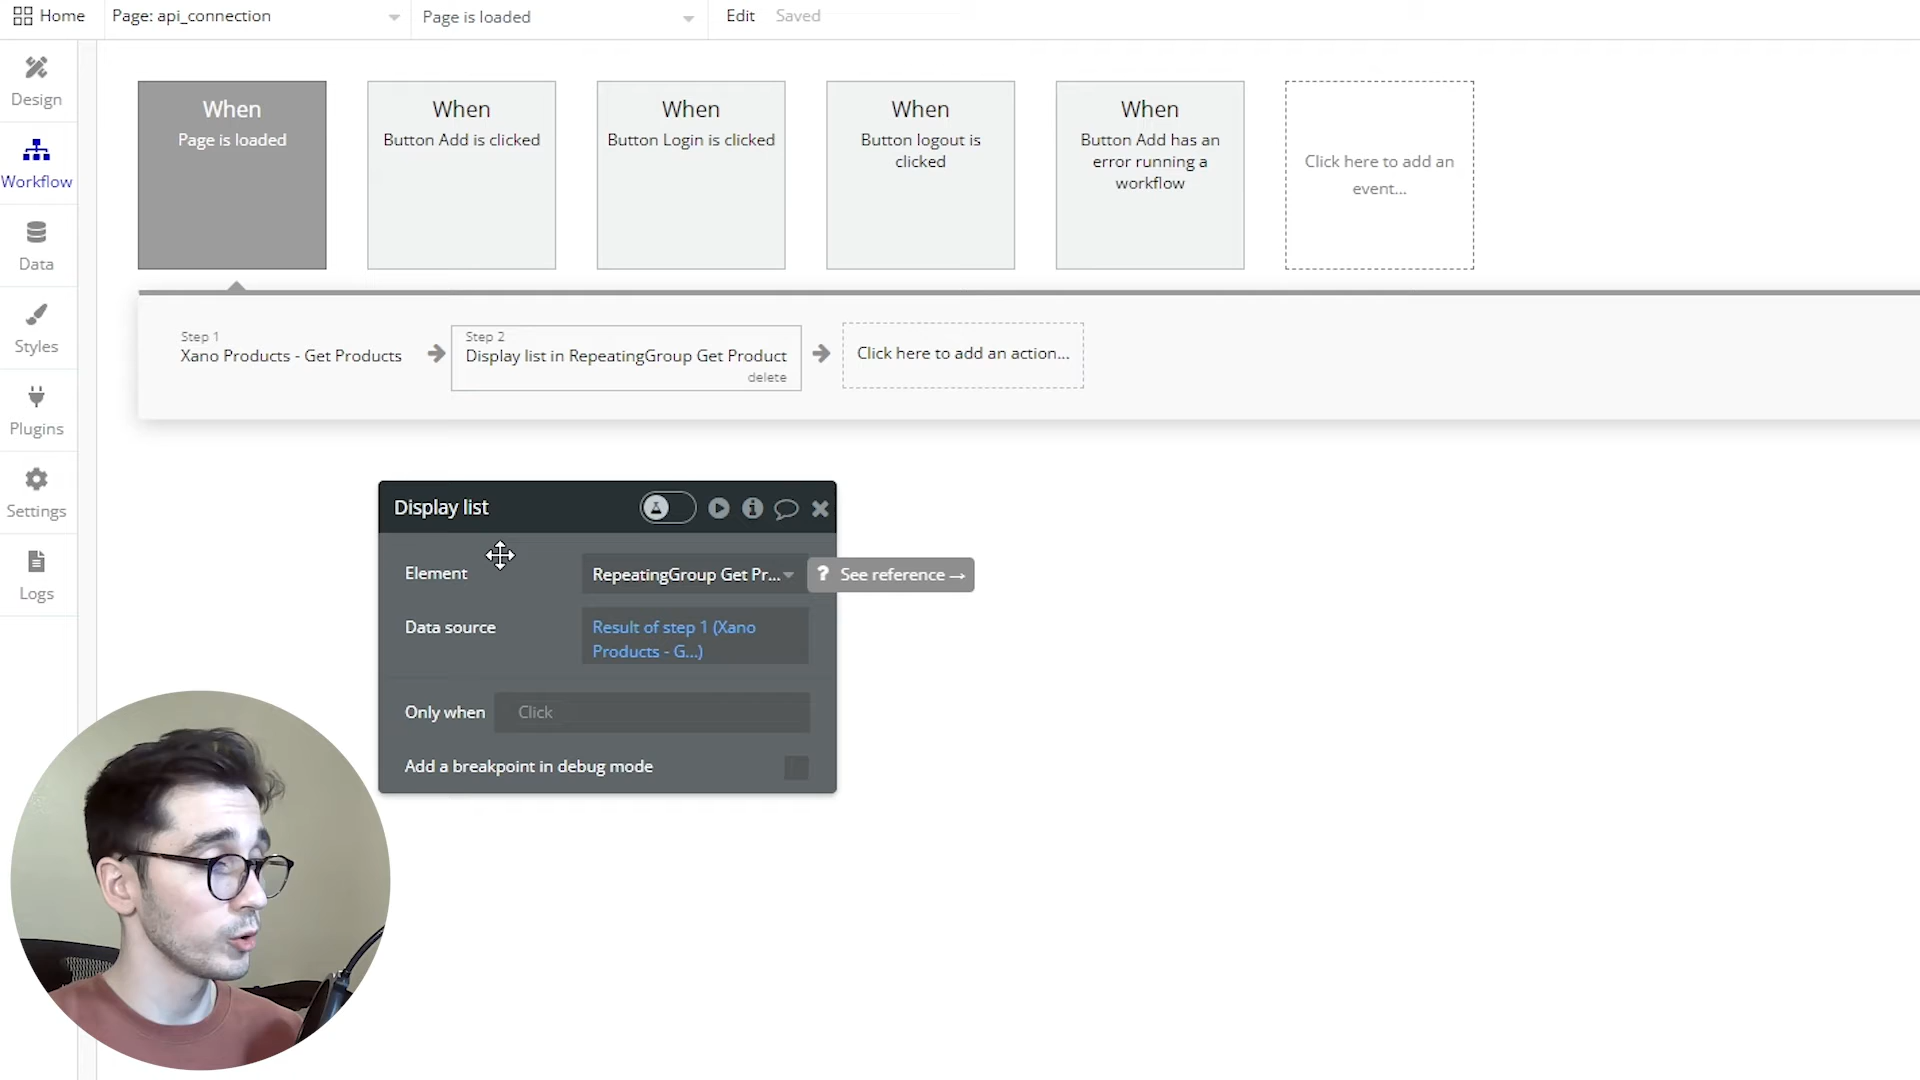 Home
Page: api_connection
Page is loaded
Edit
Saved
Design
Workflow
Data
Styles
Plugins
Settings
Logs
When
Page is loaded
When
Button Add is clicked
When
Button Login is clicked
When
Button logout is
clicked
When
Button Add has an
error running a
workflow
Click here to add an
event...
Step 1
Xano Products - Get Products
Step 2
Display list in RepeatingGroup Get Product
delete
Click here to add an action...
Display list
Element
RepeatingGroup Get Pr...
? See reference →
Data source
Result of step 1 (Xano
Products - G...)
Only when
Click
Add a breakpoint in debug mode